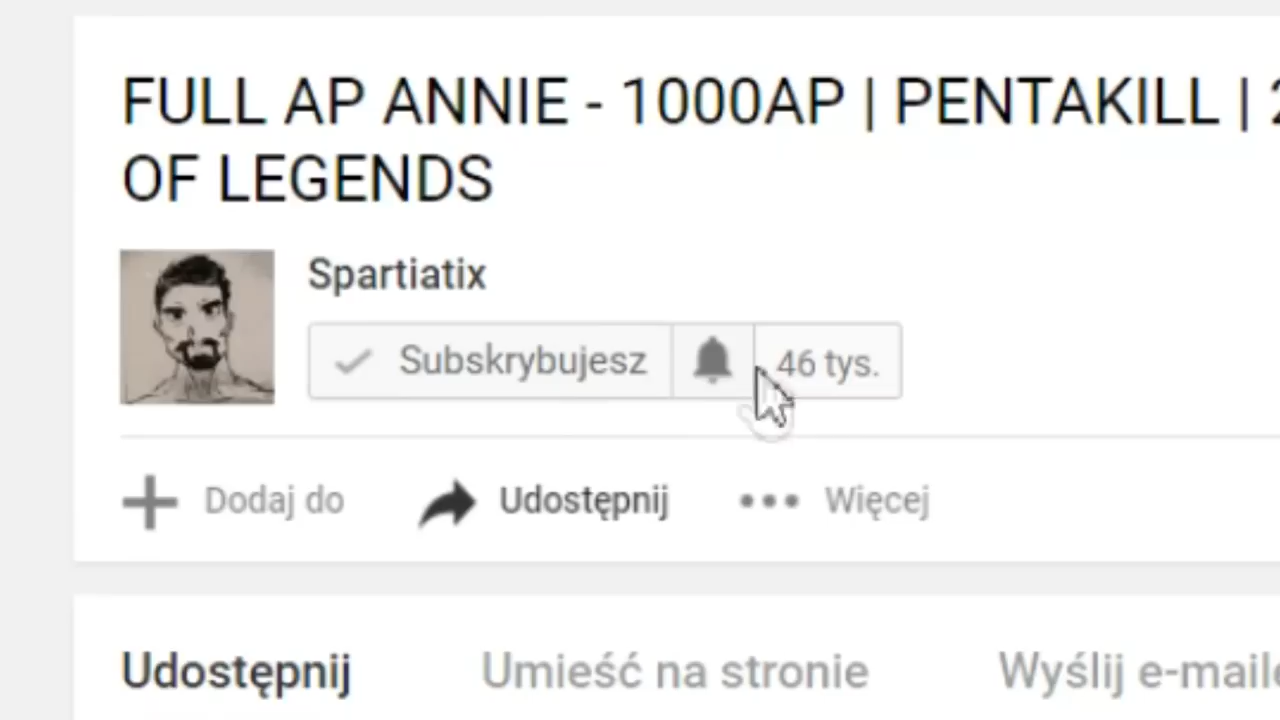 FULL AP ANNIE - 1000AP | PENTAKILL |
OF LEGENDS
Spartiatix
Subskrybujesz
46 tys.
Dodaj do
Udostępnij
Więcej
Udostępnij
Umieść na stronie
Wyślij